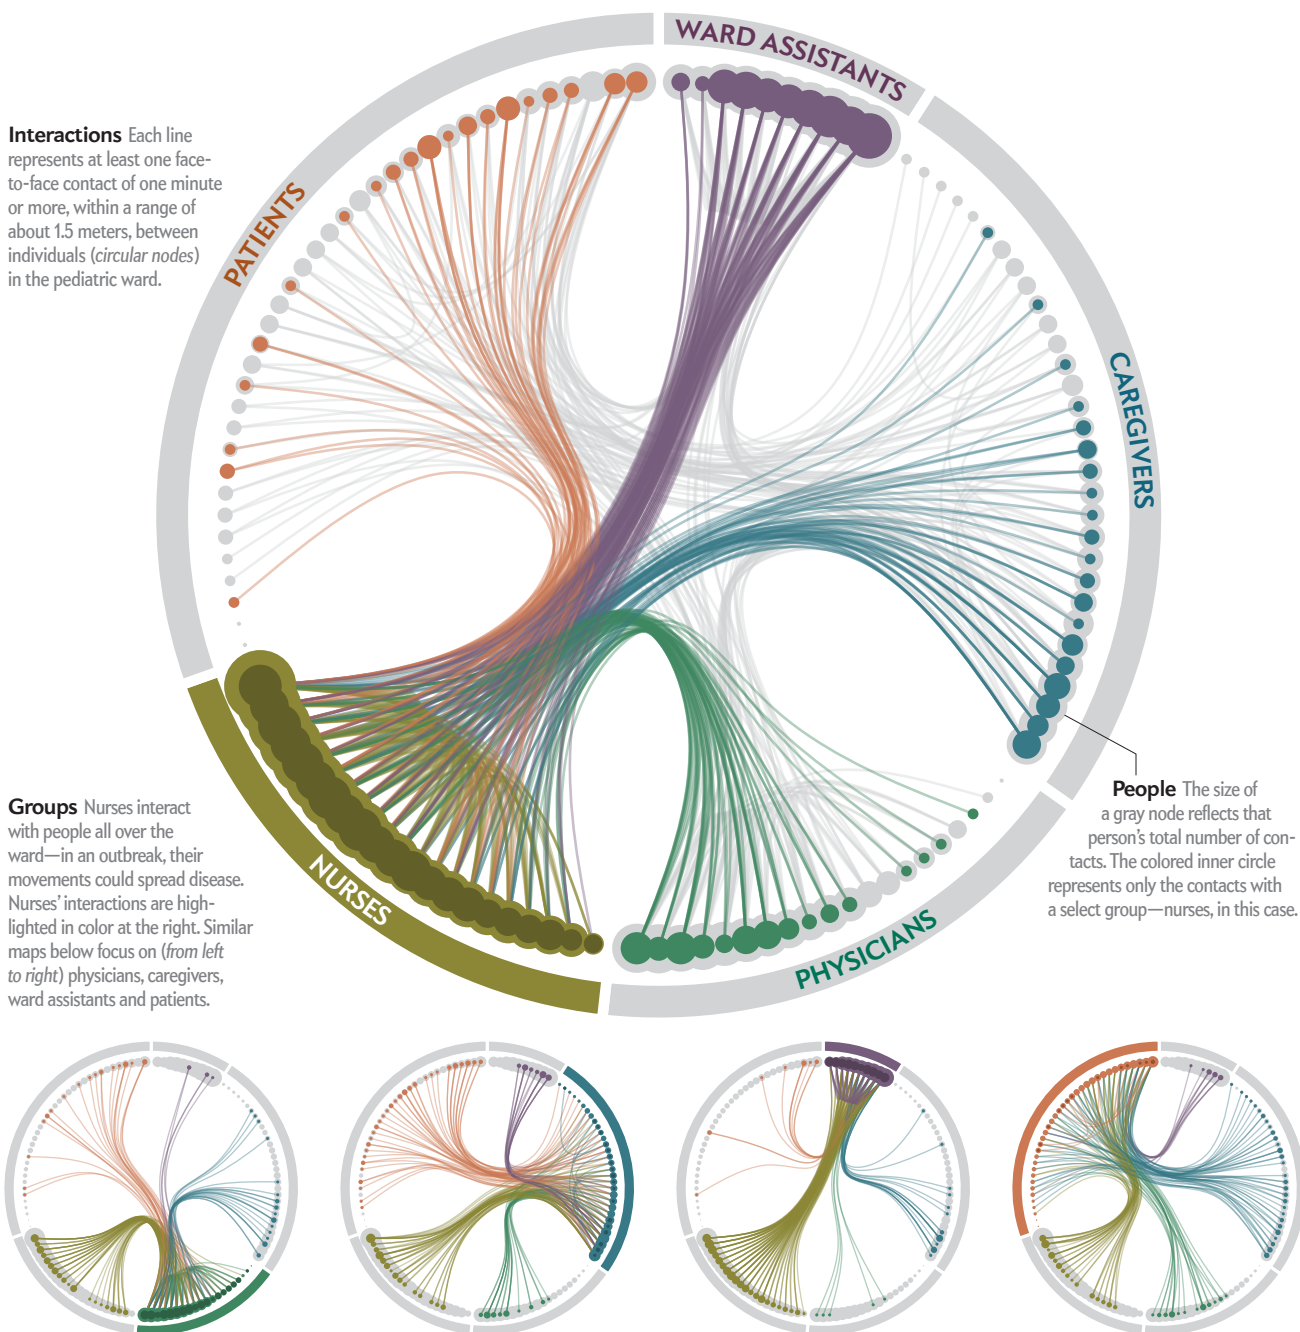 WARD ASSISTANTS
Interactions Each line
represents at least one face-
to-face contact of one minute
or more, within a range of
about 1.5 meters, between
individuals (circular nodes)
in the pediatric ward.
PATIENTS
CAREGIVERS
People The size of
a gray node reflects that
person's total number of con-
tacts. The colored inner circle
represents only the contacts with
a select group—nurses, in this case.
Groups Nurses interact
with people all over the
ward—in an outbreak, their
movements could spread disease.
Nurses' interactions are high-
lighted in color at the right. Similar
maps below focus on (from left
to right) physicians, caregivers,
ward assistants and patients.
NURSES
PHYSICIANS